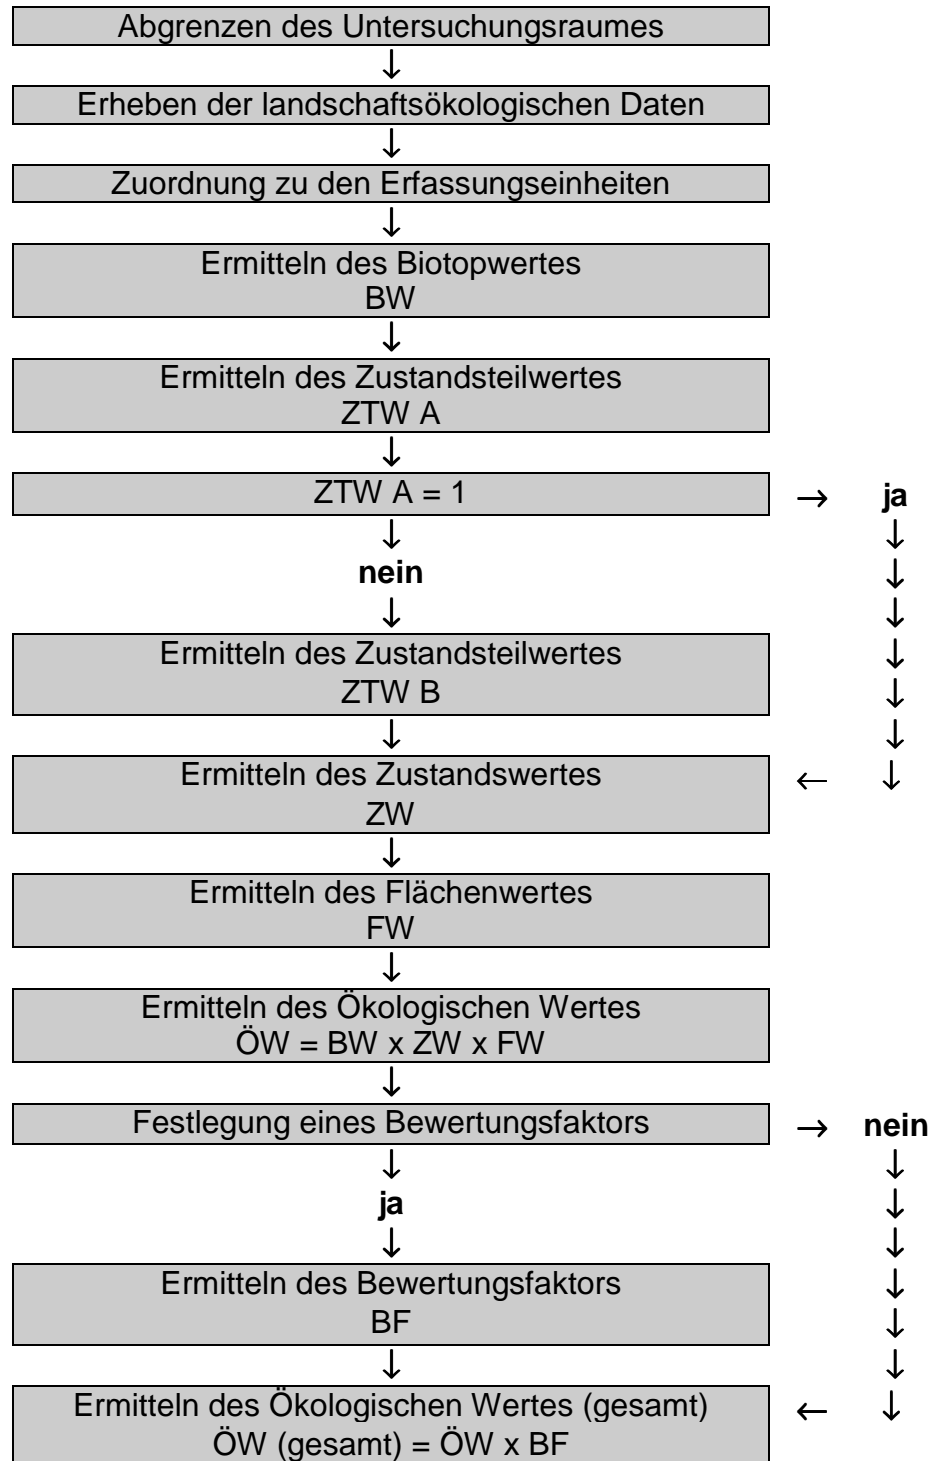 Abgrenzen des Untersuchungsraumes
↓
Erheben der landschaftsökologischen Daten
↓
Zuordnung zu den Erfassungseinheiten
↓
Ermitteln des Biotopwertes
BW
↓
Ermitteln des Zustandsteilwertes
ZTW A
↓
ZTW A = 1 → ja
↓ ↓
nein ↓
↓ ↓
Ermitteln des Zustandsteilwertes ↓
ZTW B ↓
↓ ↓
Ermitteln des Zustandswertes ← ↓
ZW
↓
Ermitteln des Flächenwertes
FW
↓
Ermitteln des Ökologischen Wertes
ÖW = BW x ZW x FW
↓
Festlegung eines Bewertungsfaktors → nein
↓ ↓
ja ↓
↓ ↓
Ermitteln des Bewertungsfaktors ↓
BF ↓
↓ ↓
Ermitteln des Ökologischen Wertes (gesamt) ← ↓
ÖW (gesamt) = ÖW x BF